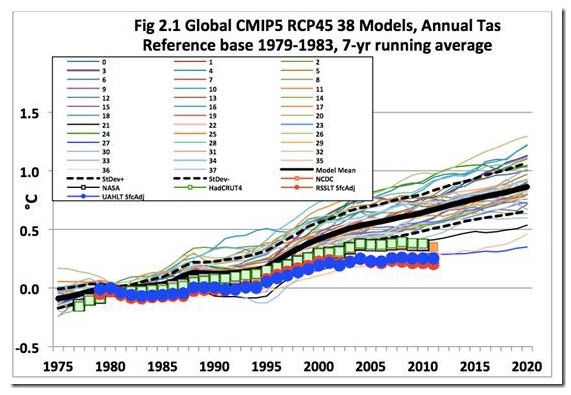 Fig 2.1 Global CMIP5 RCP45 38 Models, Annual Tas
Reference base 1979-1983, 7-yr running average
0 1 2
3 4 5
6 7 8
9 10 11
12 13 14
15 16 17
18 19 20
21 22 23
24 25 26
27 28 29
30 31 32
33 34 35
36 37 Model Mean
StDev+ StDev- NCDC
NASA HadCRUT4 RSSLT SfcAdj
UAHLT SfcAdj
°C
1.5
1.0
0.5
0.0
-0.5
1975 1980 1985 1990 1995 2000 2005 2010 2015 2020